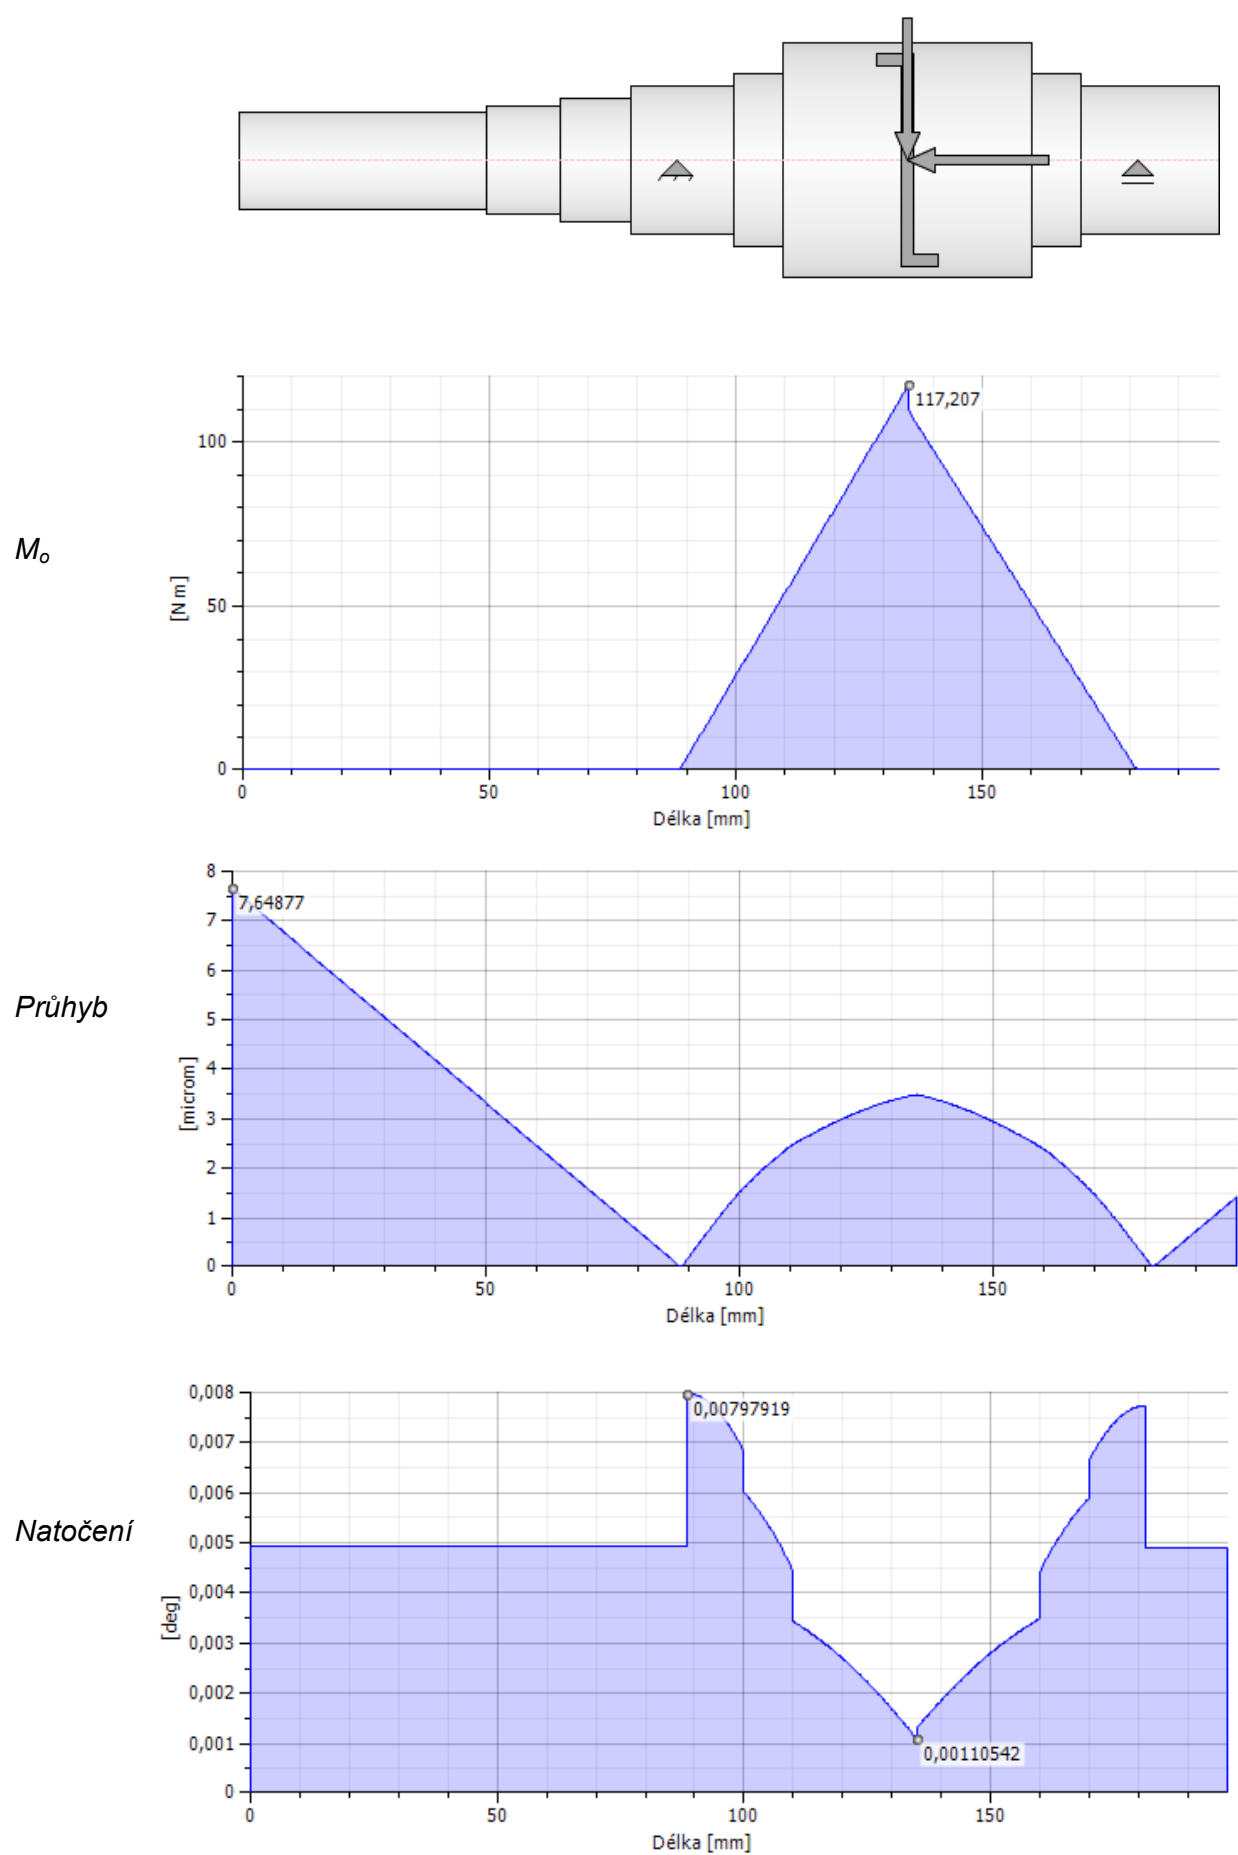 117,207
100
50
0
[N m]
M₀
0 50 100 150
Délka [mm]
8
7,64877
7
6
5
4
3
2
1
0
[microm]
Průhyb
0 50 100 150
Délka [mm]
0,008
0,00797919
0,007
0,006
0,005
0,004
0,003
0,002
0,001
0,00110542
0
[deg]
Natočení
0 50 100 150
Délka [mm]